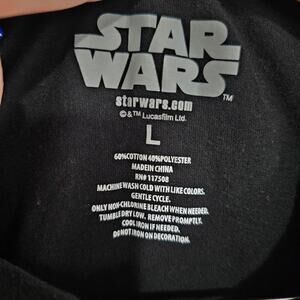 STAR
WARS
TM
starwars.com
©&™ Lucasfilm Ltd.
L
60%COTTON 40%POLYESTER
MADE IN CHINA
RN# 137508
MACHINE WASH COLD WITH LIKE COLORS.
GENTLE CYCLE.
ONLY NON-CHLORINE BLEACH WHEN NEEDED.
TUMBLE DRY LOW. REMOVE PROMPTLY.
COOL IRON IF NEEDED.
DO NOT IRON ON DECORATION.